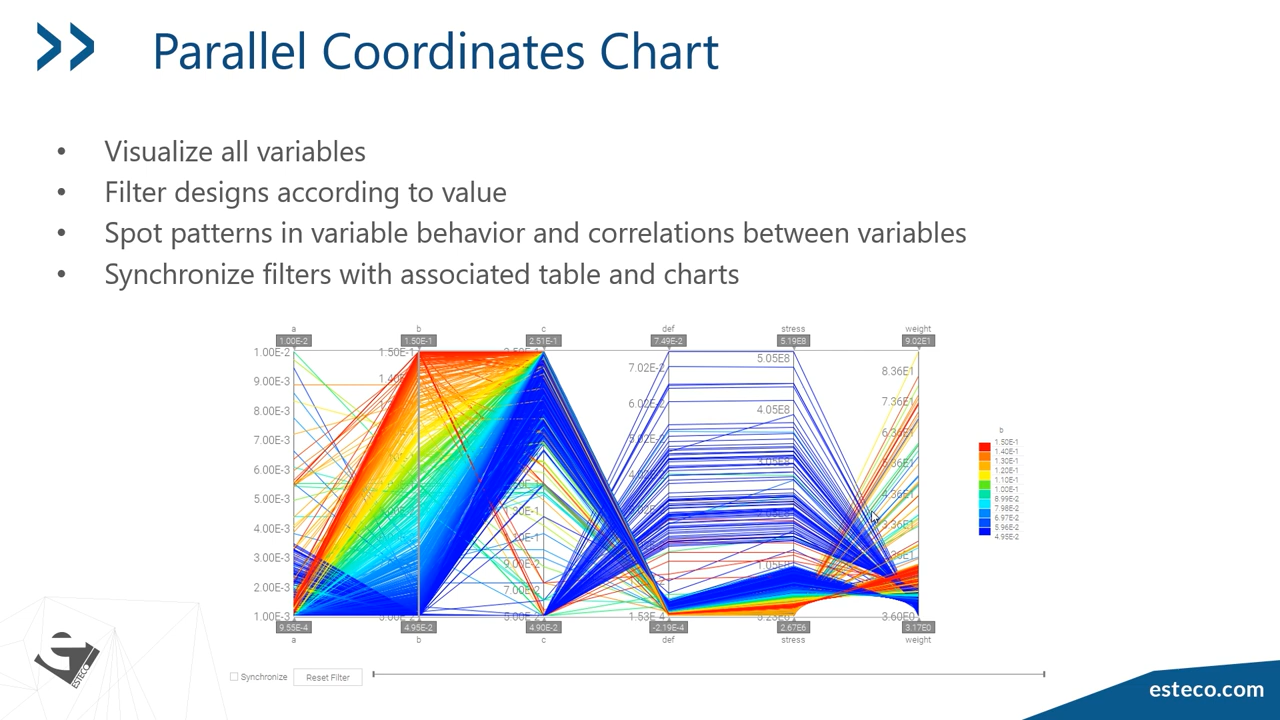 Parallel Coordinates Chart
• Visualize all variables
• Filter designs according to value
• Spot patterns in variable behavior and correlations between variables
• Synchronize filters with associated table and charts
a b c def stress weight
1.00E-2 1.50E-1 2.51E-1 7.49E-2 5.19E8 9.02E1
1.00E-2 1.50E-1
5.05E8
7.02E-2 8.36E1
9.00E-3
8.00E-3 6.02E-2 4.05E8 7.36E1
7.00E-3
6.00E-3
5.00E-3
4.00E-3
3.00E-3
2.00E-3
1.00E-3 1.53E-4 3.60E0
9.55E-4 4.95E-2 4.90E-2 -2.19E-4 2.67E6 3.17E0
a b c def stress weight
b
1.50E-1
1.40E-1
1.30E-1
1.20E-1
1.10E-1
1.00E-1
8.99E-2
7.98E-2
6.97E-2
5.96E-2
4.95E-2
Synchronize Reset Filter
ESTECO
esteco.com